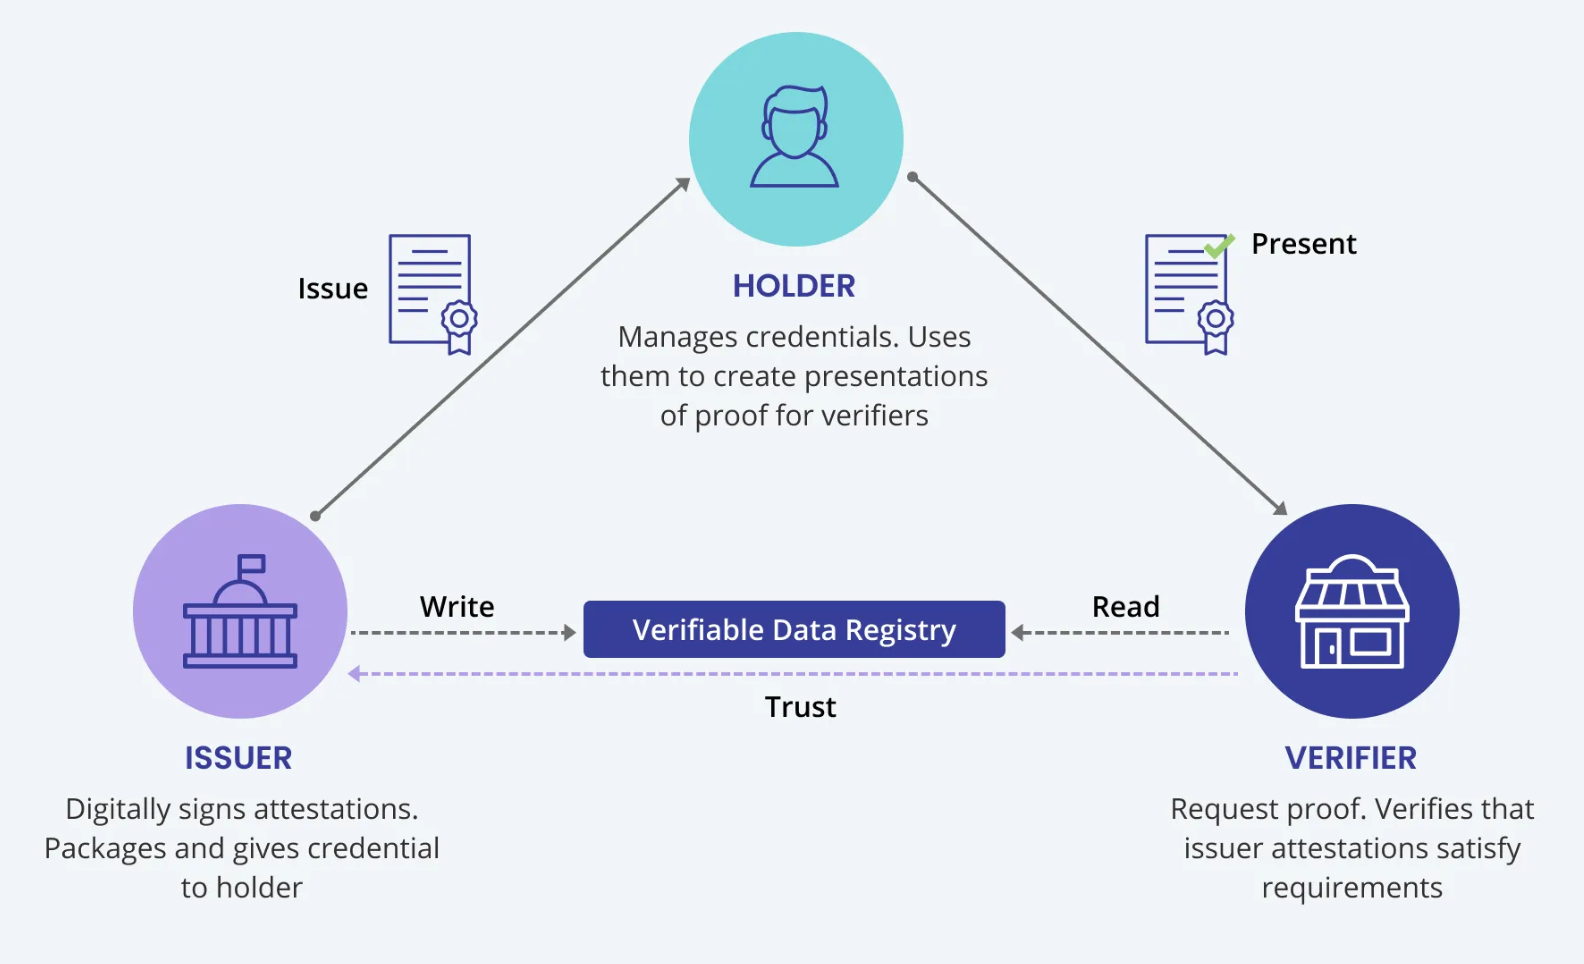 Present
Issue
HOLDER
Manages credentials. Uses
them to create presentations
of proof for verifiers
Write
Verifiable Data Registry
Read
Trust
ISSUER
Digitally signs attestations.
Packages and gives credential
to holder
VERIFIER
Request proof. Verifies that
issuer attestations satisfy
requirements